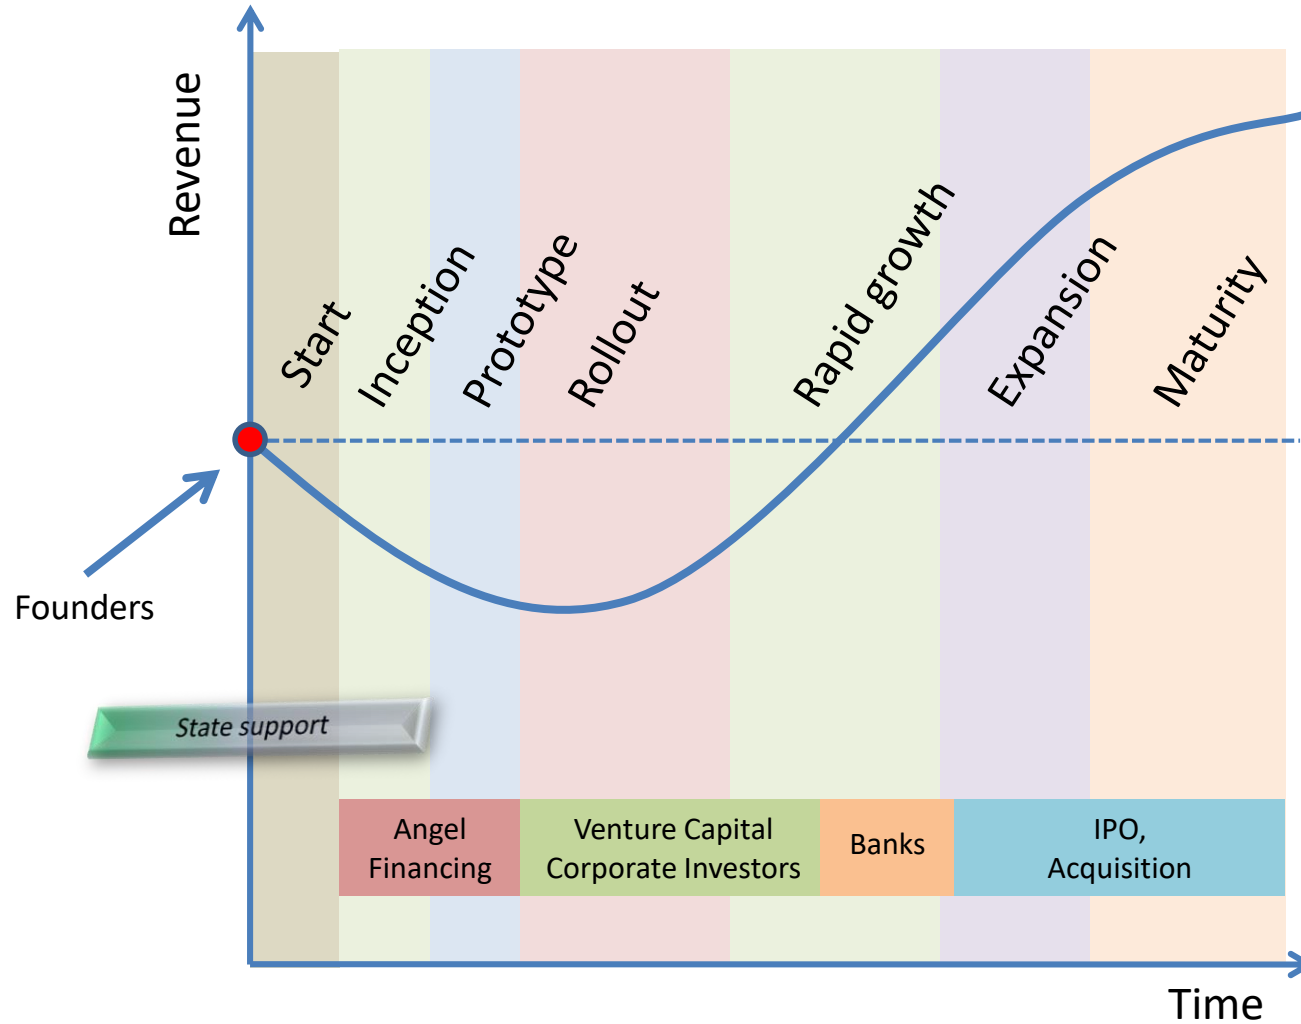 Revenue
Start
Inception
Prototype
Rollout
Rapid growth
Expansion
Maturity
Founders
State support
Angel
Financing
Venture Capital
Corporate Investors
Banks
IPO,
Acquisition
Time